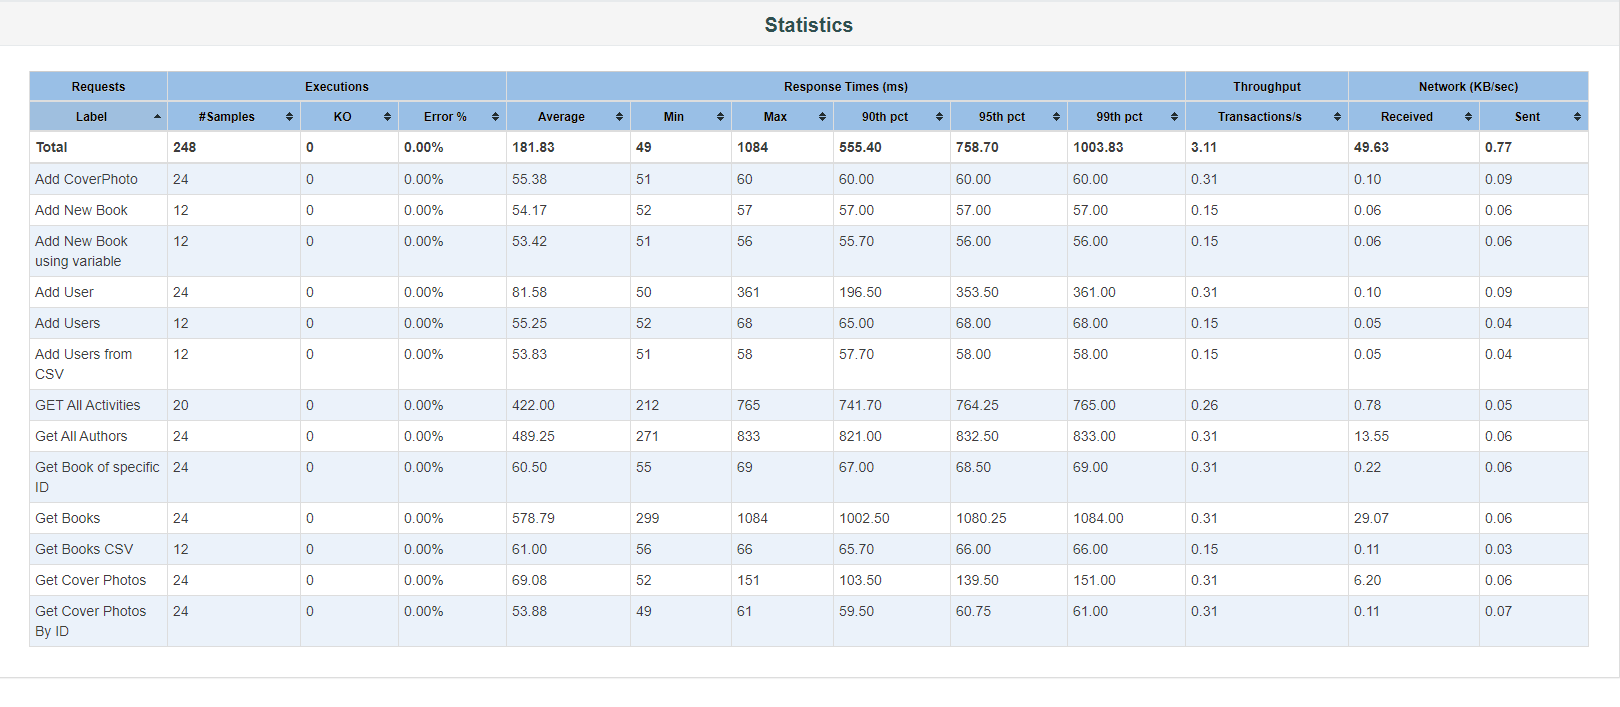 Statistics
Requests Executions Response Times (ms) Throughput Network (KB/sec)
Label #Samples KO Error % Average Min Max 90th pct 95th pct 99th pct Transactions/s Received Sent
Total 248 0 0.00% 181.83 49 1084 555.40 758.70 1003.83 3.11 49.63 0.77
Add CoverPhoto 24 0 0.00% 55.38 51 60 60.00 60.00 60.00 0.31 0.10 0.09
Add New Book 12 0 0.00% 54.17 52 57 57.00 57.00 57.00 0.15 0.06 0.06
Add New Book 12 0 0.00% 53.42 51 56 55.70 56.00 56.00 0.15 0.06 0.06
using variable
Add User 24 0 0.00% 81.58 50 361 196.50 353.50 361.00 0.31 0.10 0.09
Add Users 12 0 0.00% 55.25 52 68 65.00 68.00 68.00 0.15 0.05 0.04
Add Users from 12 0 0.00% 53.83 51 58 57.70 58.00 58.00 0.15 0.05 0.04
CSV
GET All Activities 20 0 0.00% 422.00 212 765 741.70 764.25 765.00 0.26 0.78 0.05
Get All Authors 24 0 0.00% 489.25 271 833 821.00 832.50 833.00 0.31 13.55 0.06
Get Book of specific 24 0 0.00% 60.50 55 69 67.00 68.50 69.00 0.31 0.22 0.06
ID
Get Books 24 0 0.00% 578.79 299 1084 1002.50 1080.25 1084.00 0.31 29.07 0.06
Get Books CSV 12 0 0.00% 61.00 56 66 65.70 66.00 66.00 0.15 0.11 0.03
Get Cover Photos 24 0 0.00% 69.08 52 151 103.50 139.50 151.00 0.31 6.20 0.06
Get Cover Photos 24 0 0.00% 53.88 49 61 59.50 60.75 61.00 0.31 0.11 0.07
By ID